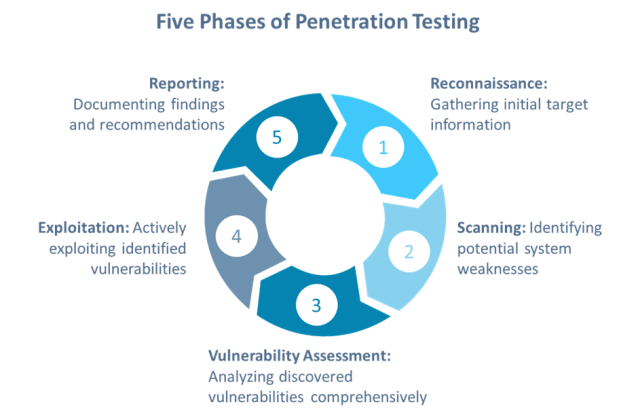 Five Phases of Penetration Testing
Reconnaissance:
Gathering initial target
information
1
Scanning: Identifying
potential system
weaknesses
2
Vulnerability Assessment:
Analyzing discovered
vulnerabilities comprehensively
3
Exploitation: Actively
exploiting identified
vulnerabilities
4
Reporting:
Documenting findings
and recommendations
5